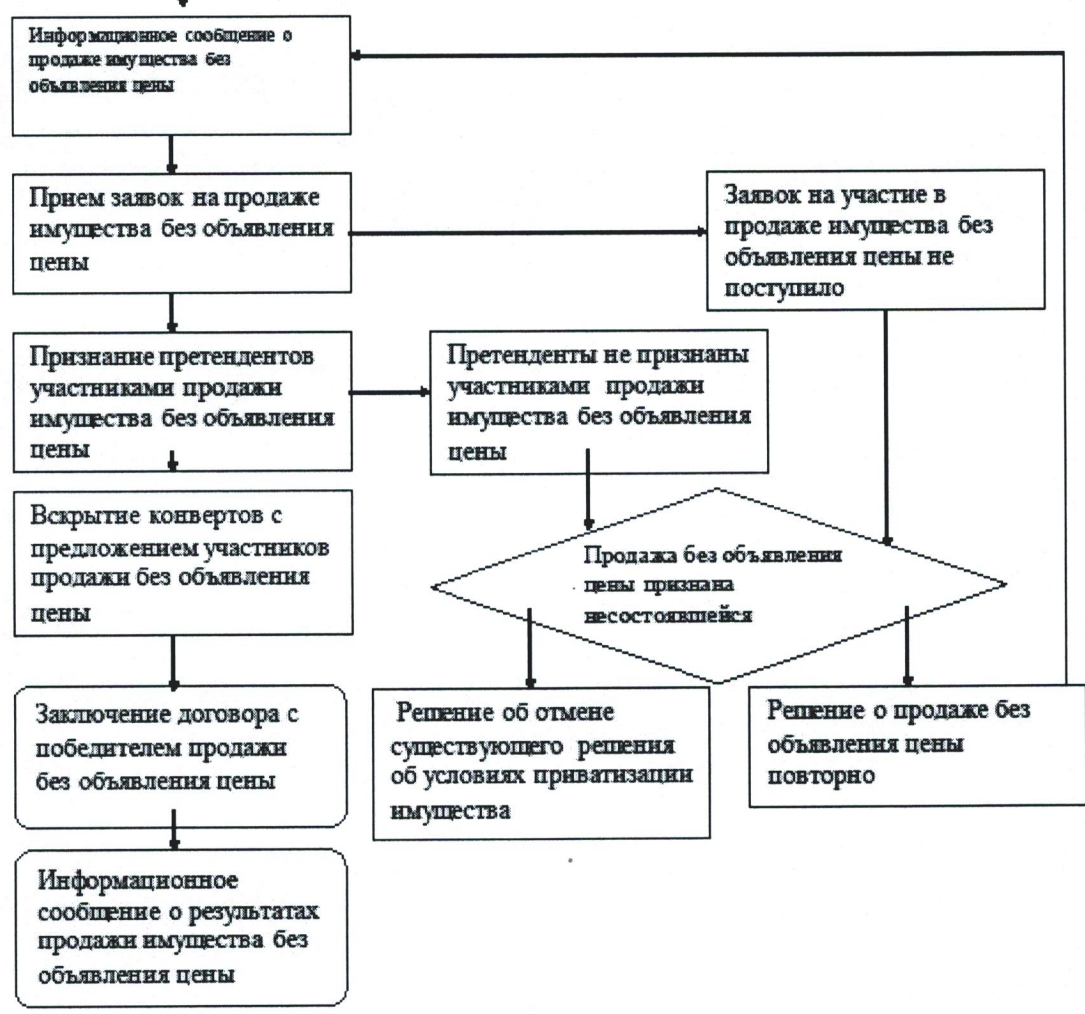 Информационное сообщение о
продаже имущества без
объявления цены
Прием заявок на продаже
имущества без объявления
цены
Заявок на участие в
продаже имущества без
объявления цены не
поступило
Признание претендентов
участниками продажи
имущества без объявления
цены
Претенденты не признаны
участниками продажи
имущества без объявления
цены
Вскрытие конвертов с
предложением участников
продажи без объявления
цены
Продажа без объявления
цены признана
несостоявшейся
Заключение договора с
победителем продажи
без объявления цены
Решение об отмене
существующего решения
об условиях приватизации
имущества
Решение о продаже без
объявления цены
повторно
Информационное
сообщение о результатах
продажи имущества без
объявления цены